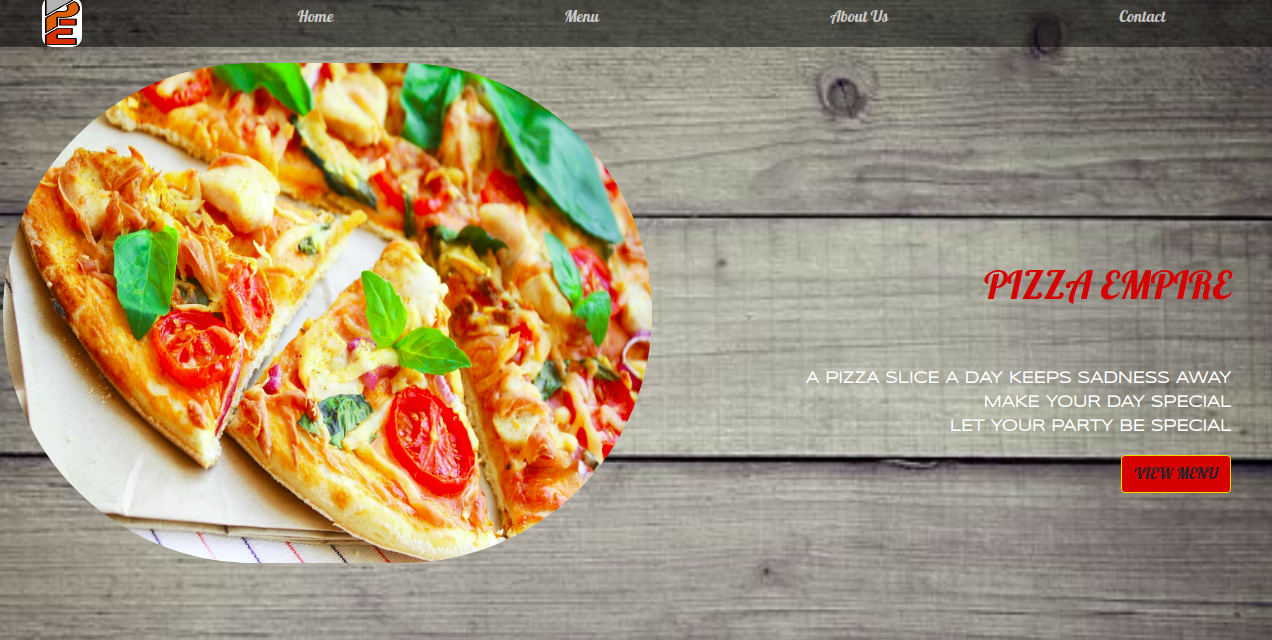 Home
Menu
About Us
Contact
PIZZA EMPIRE
A PIZZA SLICE A DAY KEEPS SADNESS AWAY
MAKE YOUR DAY SPECIAL
LET YOUR PARTY BE SPECIAL
VIEW MENU